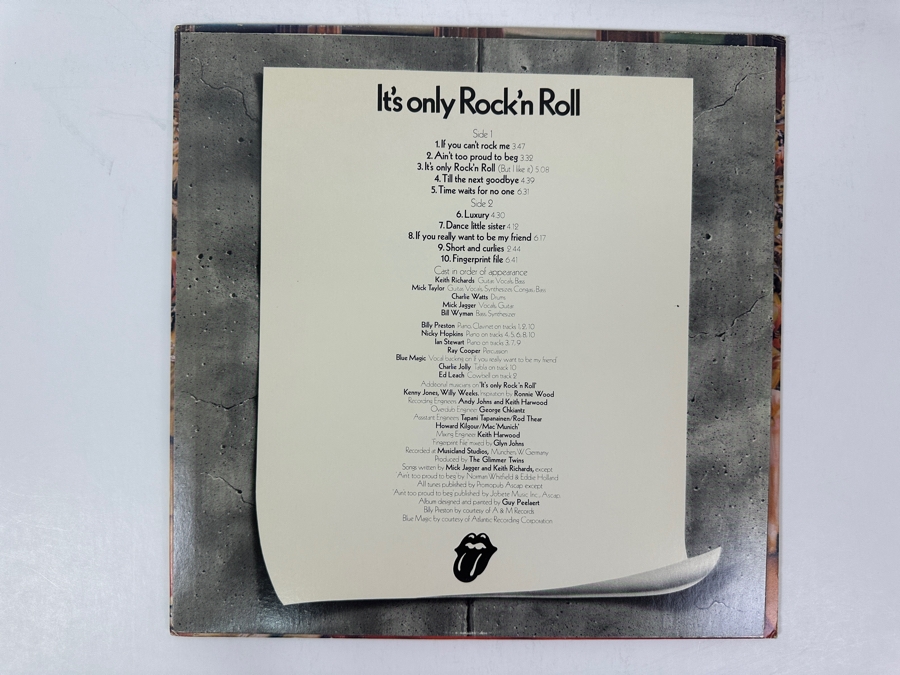 It's only Rock'n Roll
Side 1
1. If you can't rock me 3.47
2. Ain't too proud to beg 3.32
3. It's only Rock'n Roll (But I like it) 5.08
4. Till the next goodbye 4.39
5. Time waits for no one 6.31
Side 2
6. Luxury 4.30
7. Dance little sister 4.12
8. If you really want to be my friend 6.17
9. Short and curlies 2.44
10. Fingerprint file 6.41
Cast in order of appearance
Keith Richards Guitar, Vocals, Bass
Mick Taylor Guitar, Vocals, Synthesizer, Congas, Bass
Charlie Watts Drums
Mick Jagger Vocals, Guitar
Bill Wyman Bass, Synthesizer
Billy Preston Piano, Clavinet on tracks 1, 2, 10
Nicky Hopkins Piano on tracks 4, 5, 6, 8, 10
Ian Stewart Piano on tracks 3, 7, 9
Ray Cooper Percussion
Blue Magic Vocal backing on 'If you really want to be my friend'
Charlie Jolly Tabla on track 10
Ed Leach Cowbell on track 2
Additional musicians on 'It's only Rock'n Roll'
Kenny Jones, Willy Weeks. Inspiration by Ronnie Wood
Recording Engineers Andy Johns and Keith Harwood
Overdub Engineer George Chkiantz
Assistant Engineers Tapani Tapanainen/Rod Thear
Howard Kilgour/Mac 'Munich'
Mixing Engineer Keith Harwood
'Fingerprint File' mixed by Glyn Johns
Recorded at Musicland Studios, München W. Germany
Produced by The Glimmer Twins
Songs written by Mick Jagger and Keith Richards, except
Ain't too proud to beg by Norman Whitfield & Eddie Holland
All tunes published by Promopub Ascap except
'Ain't too proud to beg' published by Jobete Music Inc., Ascap.
Album designed and painted by Guy Peelaert
Billy Preston by courtesy of A & M Records
Blue Magic by courtesy of Atlantic Recording Corporation